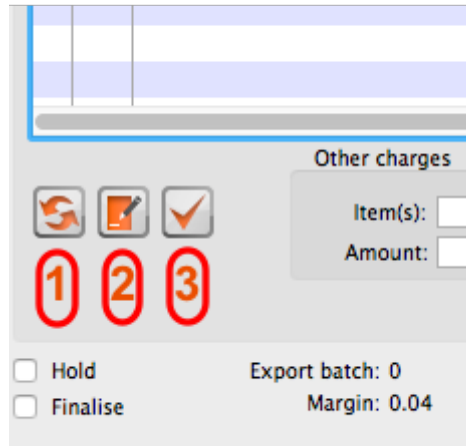 Other charges
Item(s):
Amount:
1 2 3
Hold
Export batch: 0
Finalise
Margin: 0.04